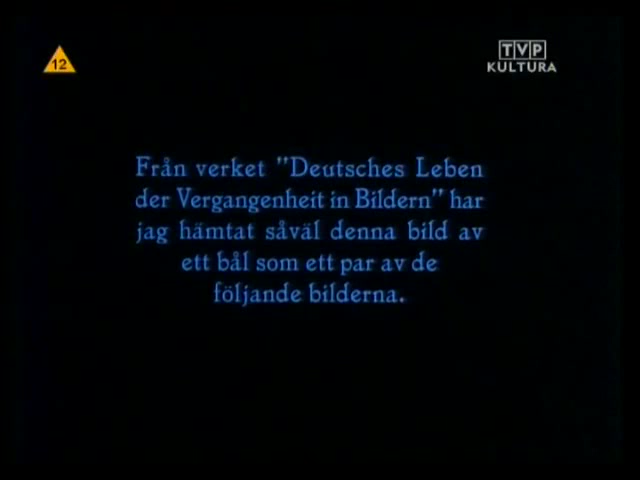 12
TVP
KULTURA
Från verket "Deutsches Leben
der Vergangenheit in Bildern" har
jag hämtat såväl denna bild av
ett bål som ett par av de
följande bilderna.